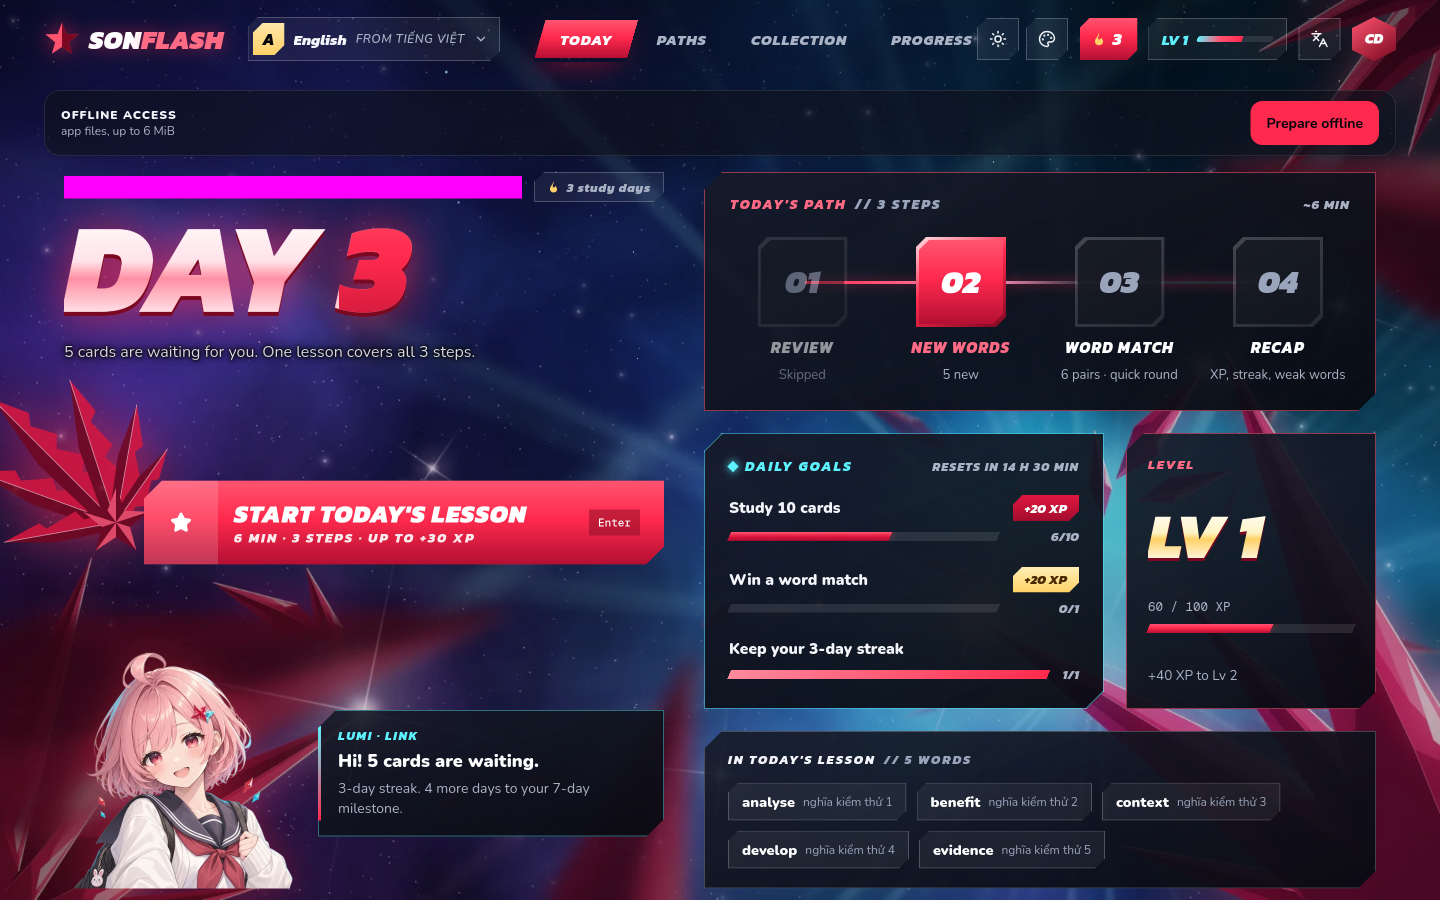 SONFLASH
A English FROM TIẾNG VIỆT
TODAY
PATHS
COLLECTION
PROGRESS
3
LV 1
CD
OFFLINE ACCESS
app files, up to 6 MiB
Prepare offline
3 study days
DAY 3
5 cards are waiting for you. One lesson covers all 3 steps.
START TODAY'S LESSON
6 MIN · 3 STEPS · UP TO +30 XP
Enter
LUMI · LINK
Hi! 5 cards are waiting.
3-day streak. 4 more days to your 7-day
milestone.
TODAY'S PATH // 3 STEPS
~6 MIN
01
02
03
04
REVIEW
NEW WORDS
WORD MATCH
RECAP
Skipped
5 new
6 pairs · quick round
XP, streak, weak words
DAILY GOALS
RESETS IN 14 H 30 MIN
Study 10 cards
+20 XP
6/10
Win a word match
+20 XP
0/1
Keep your 3-day streak
1/1
LEVEL
LV 1
60 / 100 XP
+40 XP to Lv 2
IN TODAY'S LESSON // 5 WORDS
analyse nghĩa kiểm thử 1
benefit nghĩa kiểm thử 2
context nghĩa kiểm thử 3
develop nghĩa kiểm thử 4
evidence nghĩa kiểm thử 5